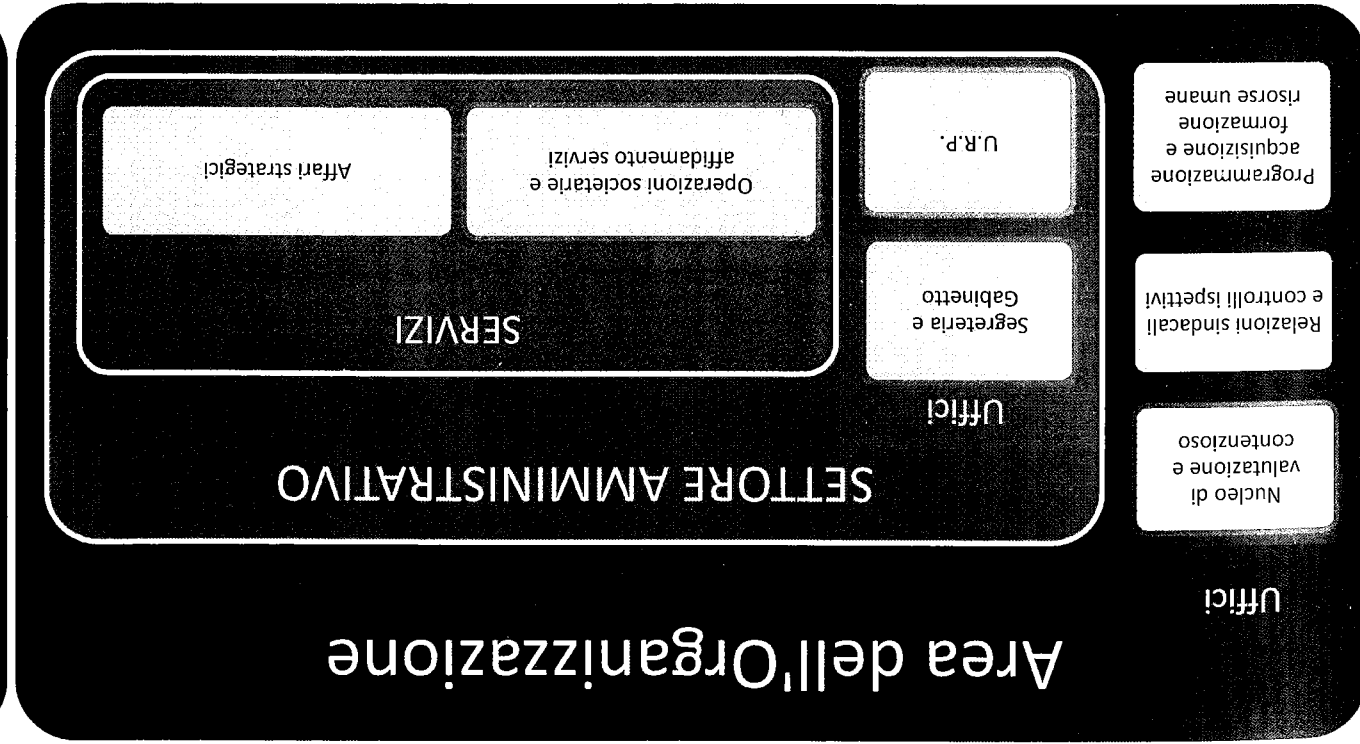 Area dell'Organizzazione
Uffici
Nucleo di
valutazione e
contenzioso
Relazioni sindacali
e controlli ispettivi
Programmazione
acquisizione e
formazione
risorse umane
SETTORE AMMINISTRATIVO
Uffici
Segreteria e
Gabinetto
U.R.P.
SERVIZI
Operazioni societarie e
affidamento servizi
Affari strategici